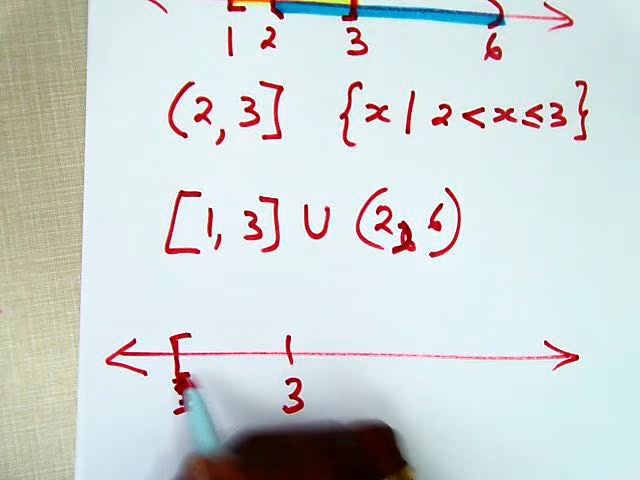 1 2 3 6
(2, 3] {x | 2 < x ≤ 3}
[1, 3] ∪ (2, 6)
[
3